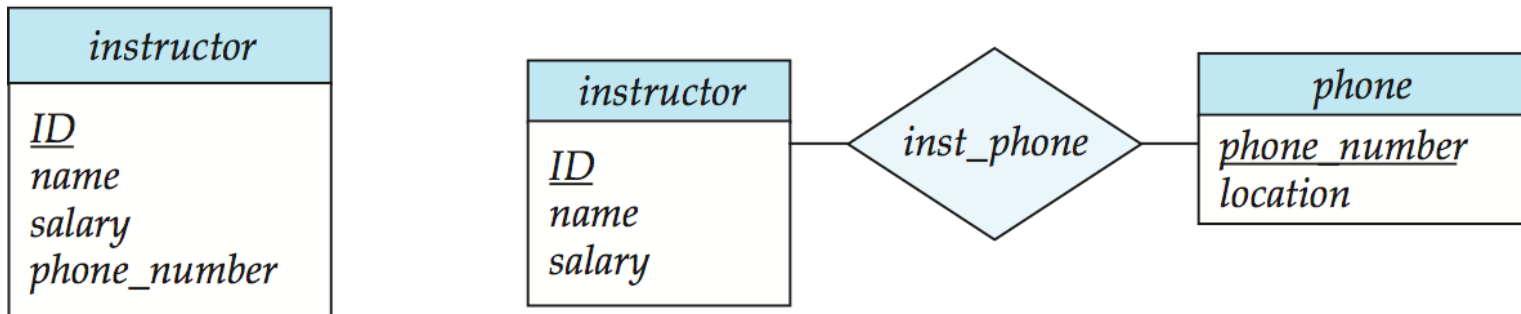 instructor
ID
name
salary
phone_number
instructor
ID
name
salary
inst_phone
phone
phone_number
location